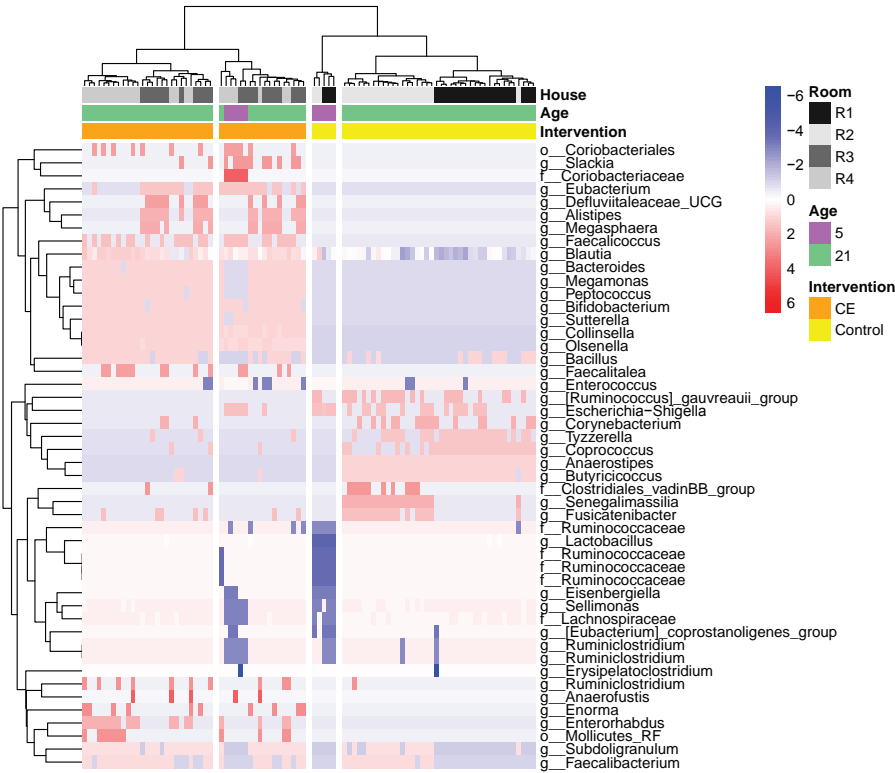 House
Age
Intervention
o__Coriobacteriales
g__Slackia
f__Coriobacteriaceae
g__Eubacterium
g__Defluviitaleaceae_UCG
g__Alistipes
g__Megasphaera
g__Faecalicoccus
g__Blautia
g__Bacteroides
g__Megamonas
g__Peptococcus
g__Bifidobacterium
g__Sutterella
g__Collinsella
g__Olsenella
g__Bacillus
g__Faecalitalea
g__Enterococcus
g__[Ruminococcus]_gauvreauii_group
g__Escherichia−Shigella
g__Corynebacterium
g__Tyzzerella
g__Coprococcus
g__Anaerostipes
g__Butyricicoccus
f__Clostridiales_vadinBB_group
g__Senegalimassilia
g__Fusicatenibacter
f__Ruminococcaceae
g__Lactobacillus
f__Ruminococcaceae
f__Ruminococcaceae
f__Ruminococcaceae
g__Eisenbergiella
g__Sellimonas
f__Lachnospiraceae
g__[Eubacterium]_coprostanoligenes_group
g__Ruminiclostridium
g__Ruminiclostridium
g__Erysipelatoclostridium
g__Ruminiclostridium
g__Anaerofustis
g__Enorma
g__Enterorhabdus
o__Mollicutes_RF
g__Subdoligranulum
g__Faecalibacterium
−6
−4
−2
0
2
4
6
Room
R1
R2
R3
R4
Age
5
21
Intervention
CE
Control